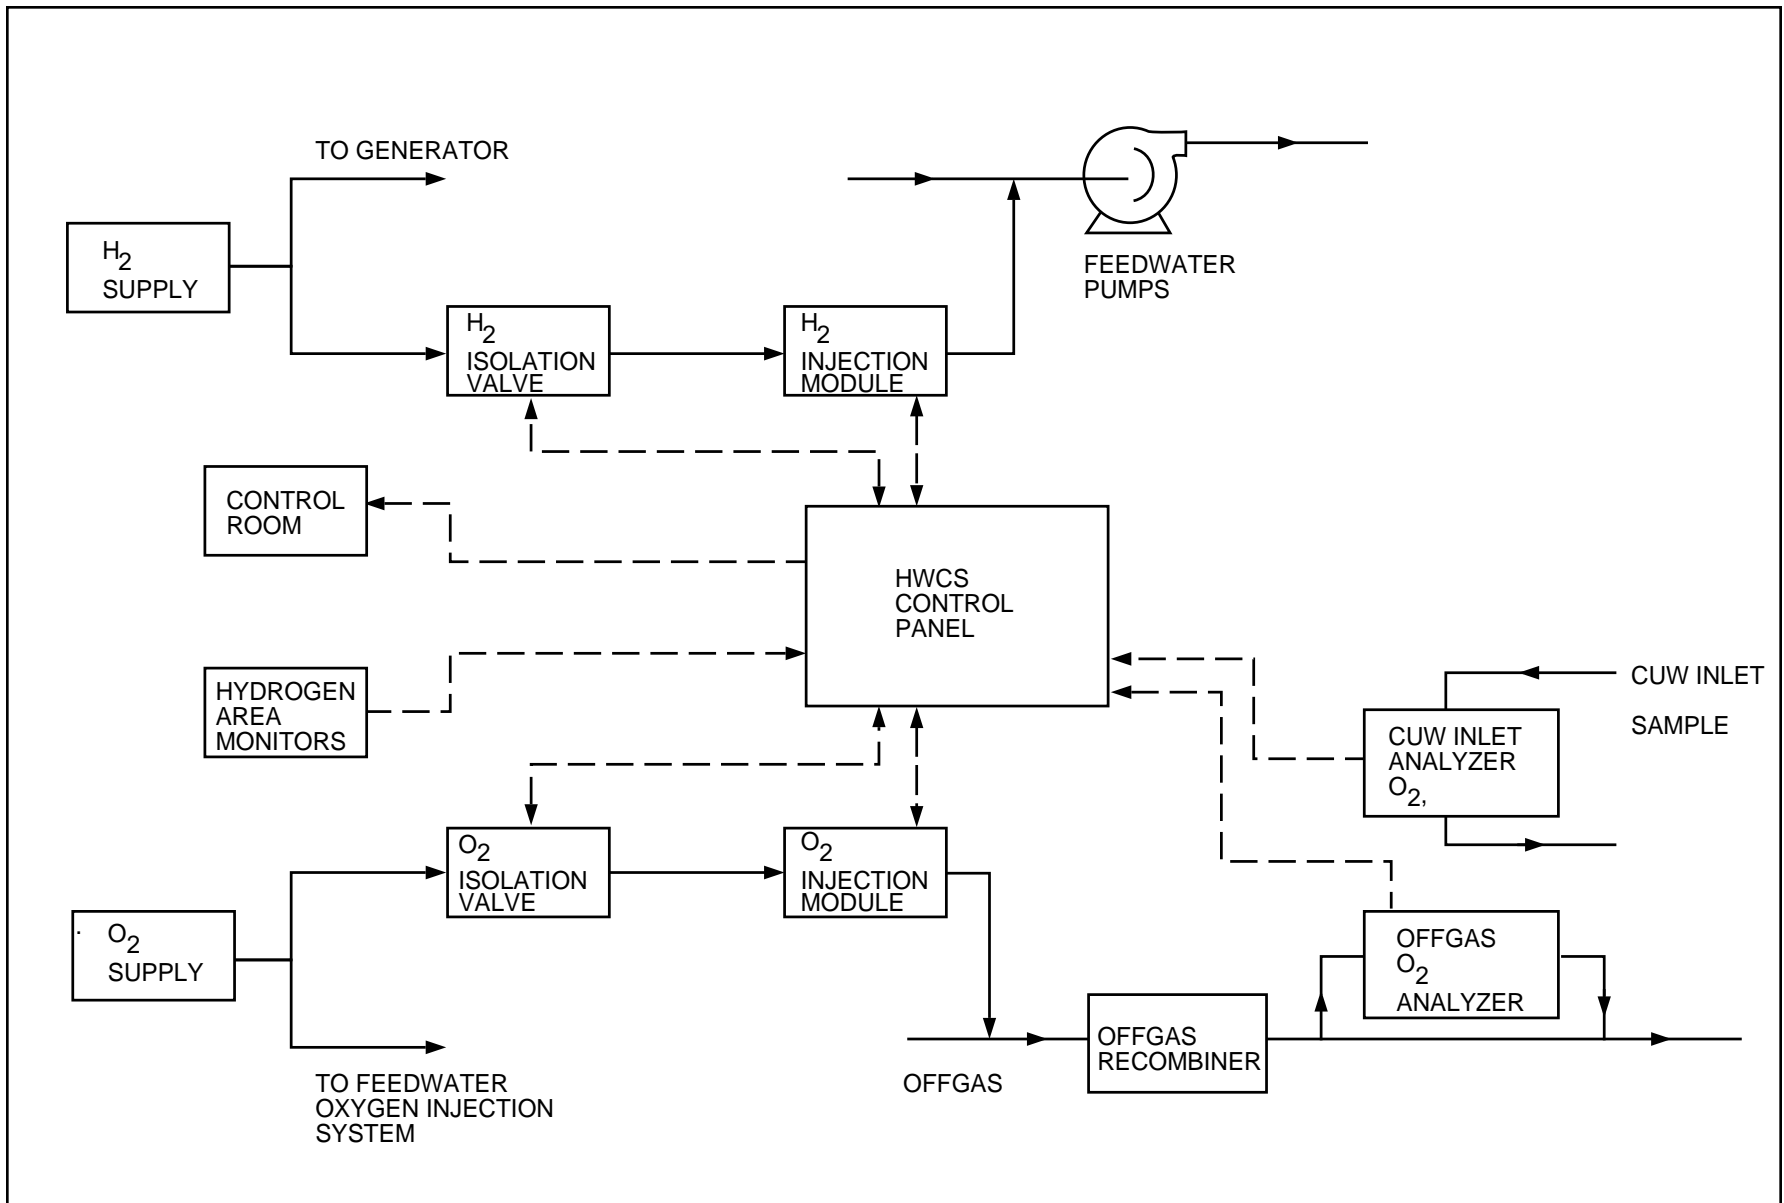 TO GENERATOR
H2
SUPPLY
FEEDWATER
PUMPS
H2
ISOLATION
VALVE
H2
INJECTION
MODULE
CONTROL
ROOM
HWCS
CONTROL
PANEL
HYDROGEN
AREA
MONITORS
CUW INLET
SAMPLE
CUW INLET
ANALYZER
O2,
O2
ISOLATION
VALVE
O2
INJECTION
MODULE
O2
SUPPLY
OFFGAS
O2
ANALYZER
OFFGAS
RECOMBINER
OFFGAS
TO FEEDWATER
OXYGEN INJECTION
SYSTEM